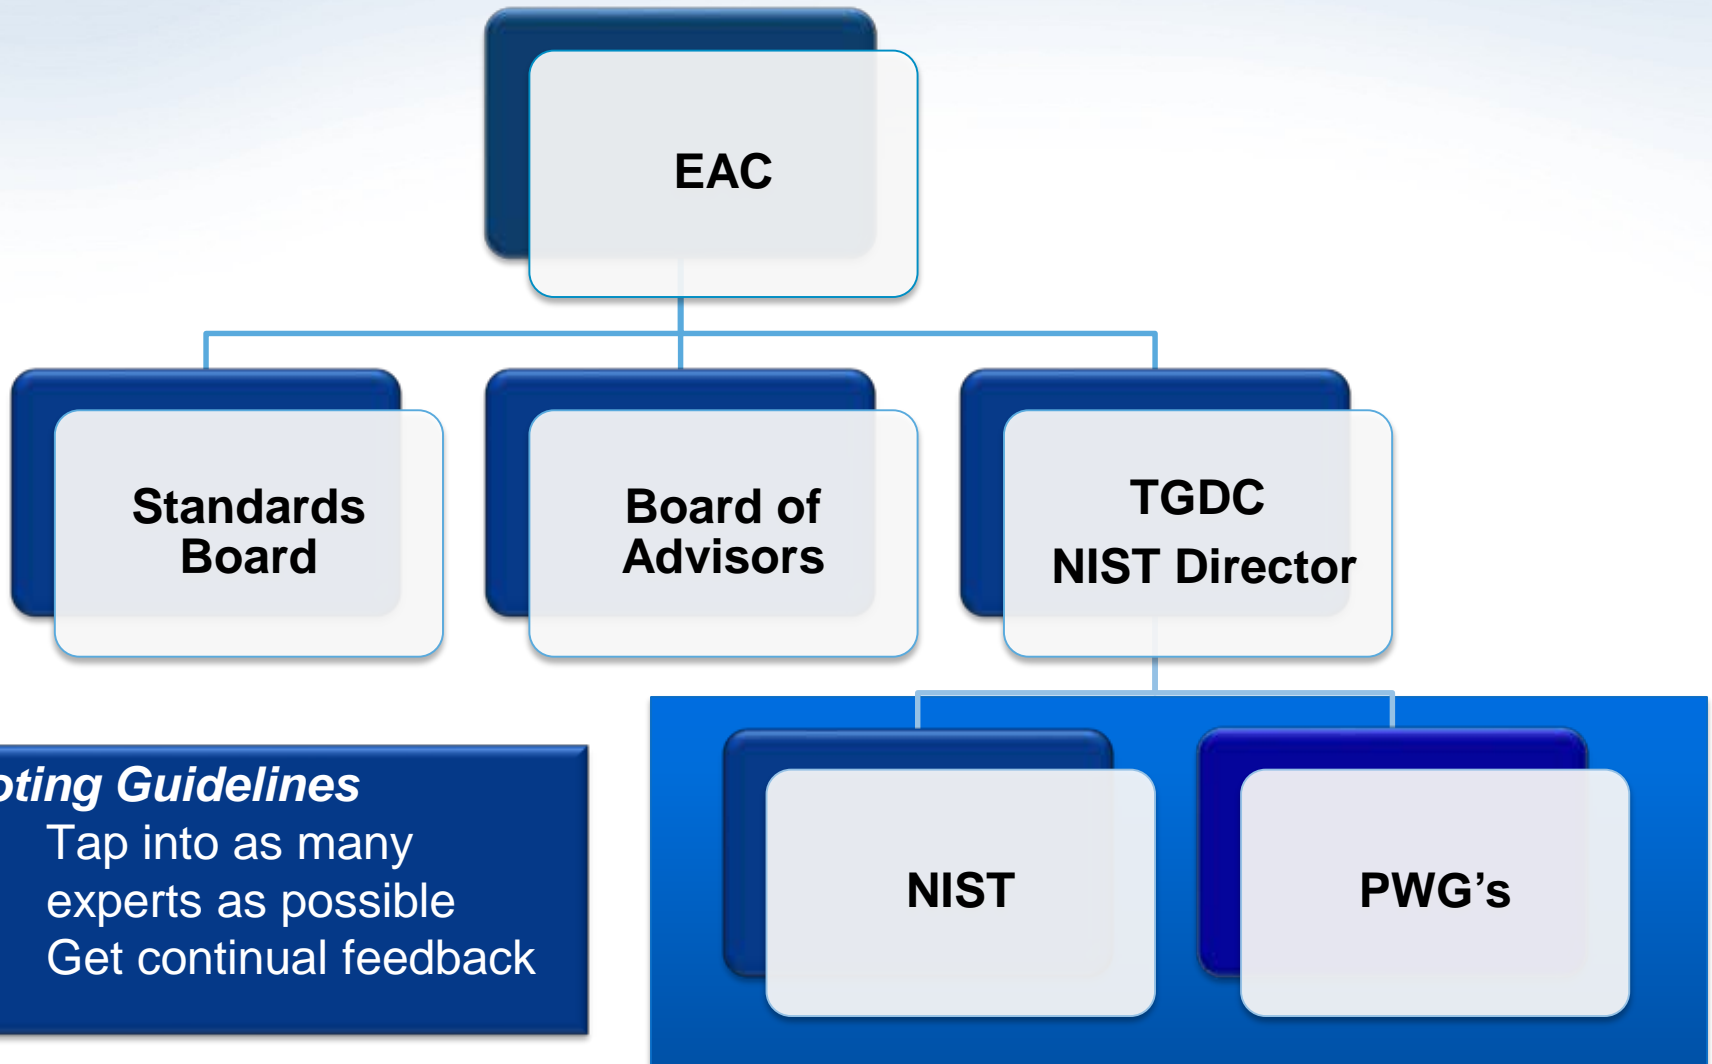 EAC
Standards
Board
Board of
Advisors
TGDC
NIST Director
oting Guidelines
Tap into as many
experts as possible
Get continual feedback
NIST
PWG’s